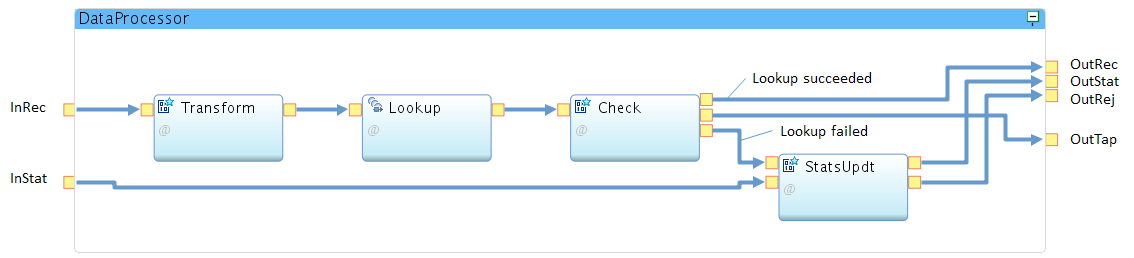 DataProcessor
OutRec
Lookup succeeded
OutStat
OutRej
InRec
Transform
Lookup
Check
@
@
Lookup failed
OutTap
InStat
StatsUpdt
@